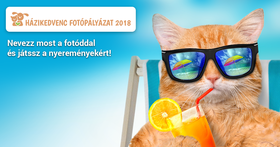 HÁZIKEDVENC FOTÓPÁLYÁZAT 2018
Nevezz most a fotóddal
és játssz a nyereményekért!